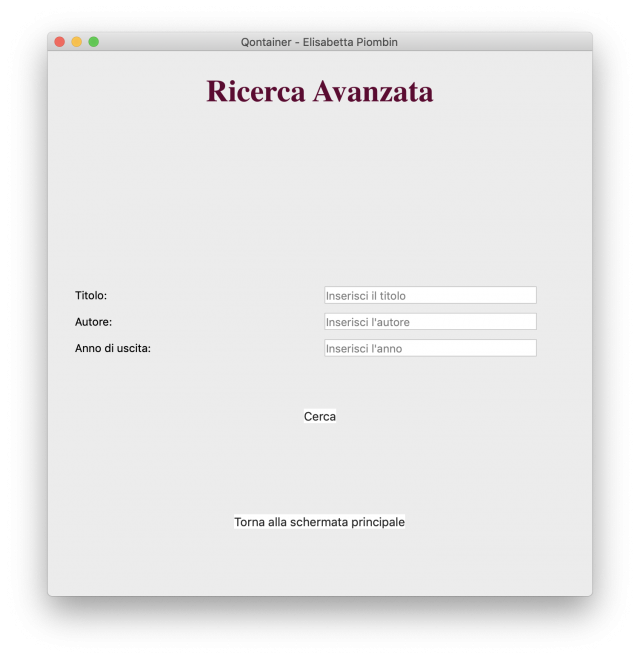 Qontainer - Elisabetta Piombin
Ricerca Avanzata
Titolo: Inserisci il titolo
Autore: Inserisci l'autore
Anno di uscita: Inserisci l'anno
Cerca
Torna alla schermata principale